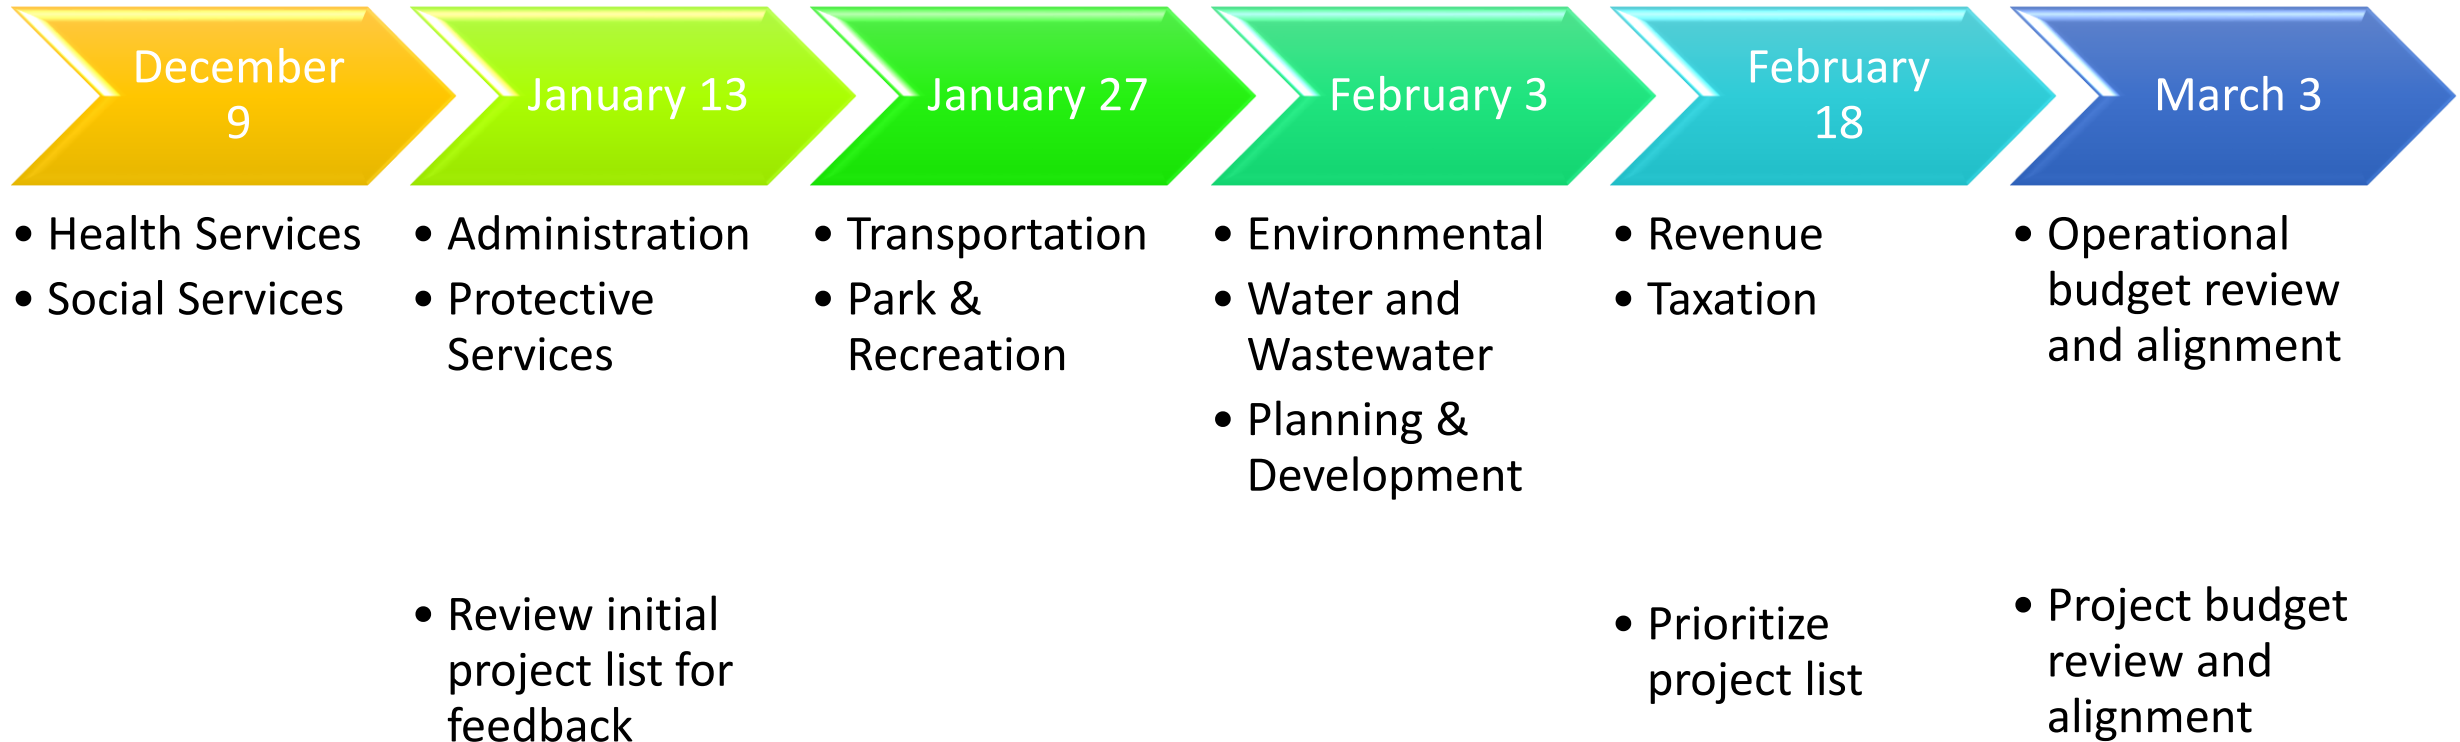 December
9
January 13
January 27
February 3
February
18
March 3
• Health Services
• Social Services
• Administration
• Protective
Services
• Review initial
project list for
feedback
• Transportation
• Park &
Recreation
• Environmental
• Water and
Wastewater
• Planning &
Development
• Revenue
• Taxation
• Prioritize
project list
• Operational
budget review
and alignment
• Project budget
review and
alignment